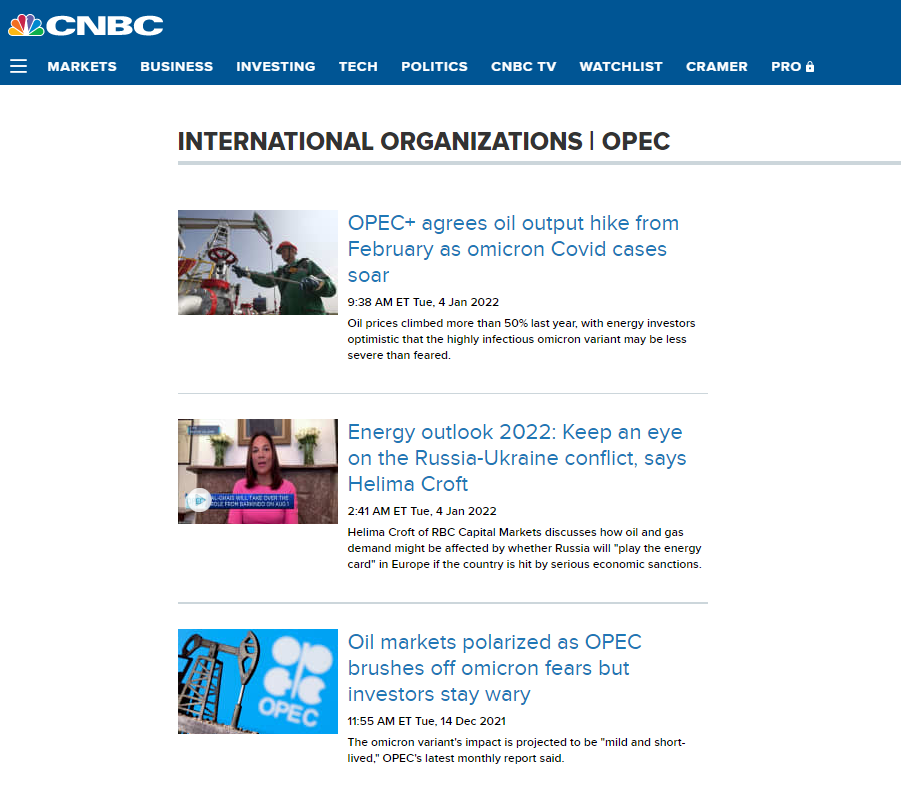 CNBC
MARKETS BUSINESS INVESTING TECH POLITICS CNBC TV WATCHLIST CRAMER PRO
INTERNATIONAL ORGANIZATIONS | OPEC
OPEC+ agrees oil output hike from
February as omicron Covid cases
soar
9:38 AM ET Tue, 4 Jan 2022
Oil prices climbed more than 50% last year, with energy investors
optimistic that the highly infectious omicron variant may be less
severe than feared.
AL-GHAIS WILL TAKE OVER THE
ROLE FROM BARKINDO ON AUG 1
Energy outlook 2022: Keep an eye
on the Russia-Ukraine conflict, says
Helima Croft
2:41 AM ET Tue, 4 Jan 2022
Helima Croft of RBC Capital Markets discusses how oil and gas
demand might be affected by whether Russia will "play the energy
card" in Europe if the country is hit by serious economic sanctions.
OPEC
Oil markets polarized as OPEC
brushes off omicron fears but
investors stay wary
11:55 AM ET Tue, 14 Dec 2021
The omicron variant's impact is projected to be "mild and short-
lived," OPEC's latest monthly report said.